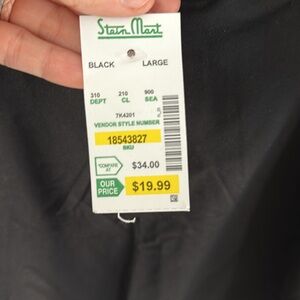 Stein Mart
BLACK LARGE
310 210 900
DEPT CL SEA
7K4201
VENDOR STYLE NUMBER
18543827
SKU
*COMPARE AT $34.00
OUR PRICE $19.99